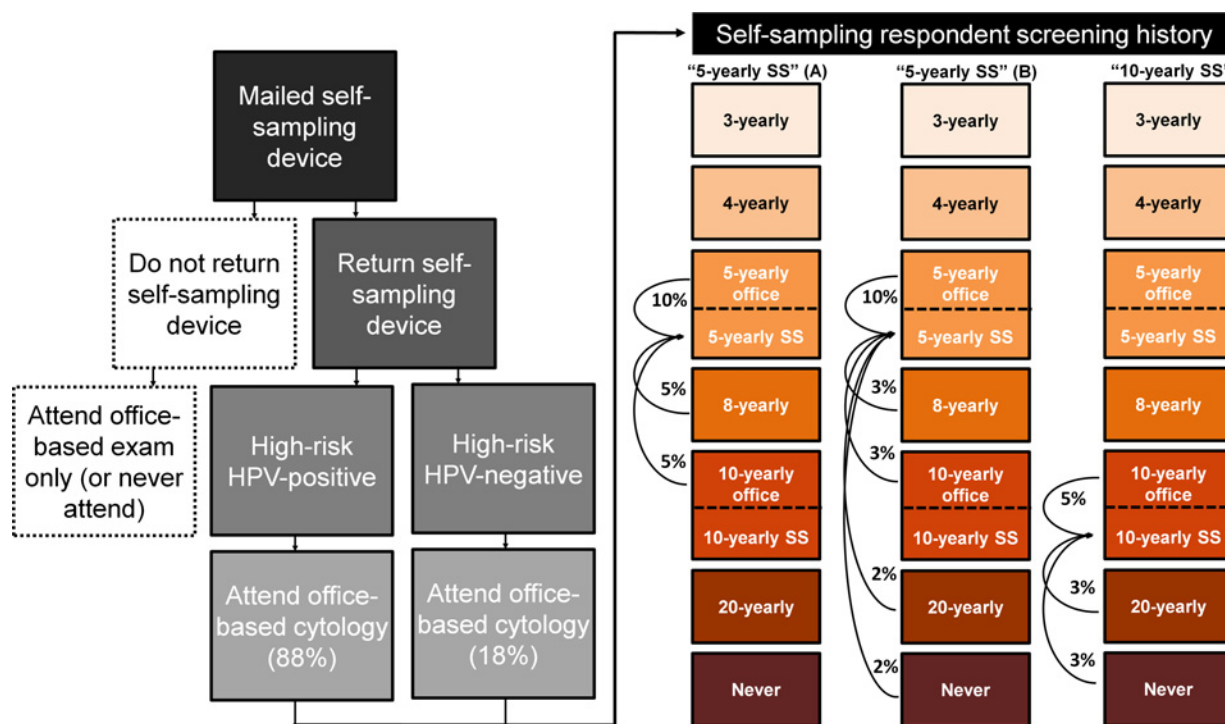 Mailed self-
sampling
device
Do not return
self-sampling
device
Return self-
sampling
device
Attend office-
based exam
only (or never
attend)
High-risk
HPV-positive
High-risk
HPV-negative
Attend office-
based cytology
(88%)
Attend office-
based cytology
(18%)
Self-sampling respondent screening history
“5-yearly SS” (A)
3-yearly
4-yearly
5-yearly
office
10%
5-yearly SS
5%
8-yearly
5%
10-yearly
office
10-yearly SS
20-yearly
Never
“5-yearly SS” (B)
3-yearly
4-yearly
5-yearly
office
10%
5-yearly SS
3%
8-yearly
3%
10-yearly
office
10-yearly SS
2%
20-yearly
2%
Never
“10-yearly SS”
3-yearly
4-yearly
5-yearly
office
5-yearly SS
8-yearly
10-yearly
office
5%
10-yearly SS
3%
20-yearly
3%
Never